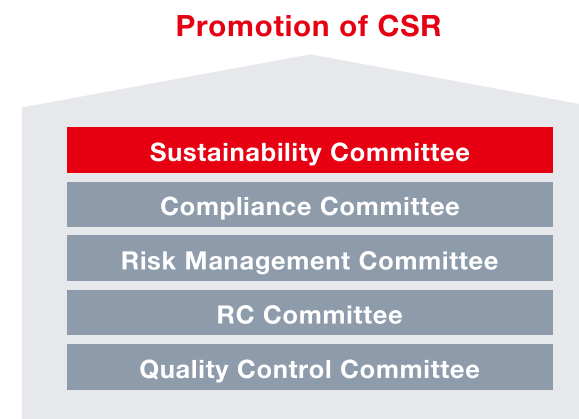 Promotion of CSR
Sustainability Committee
Compliance Committee
Risk Management Committee
RC Committee
Quality Control Committee